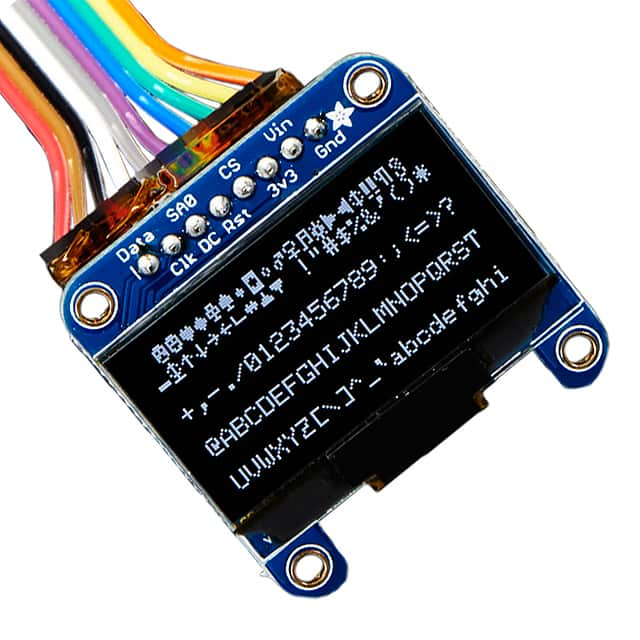 Data SA0 CS Vin
Clk DC Rst 3v3 Gnd
!"#$%&'()*
+,-./0123456789:;<=>?
@ABCDEFGHIJKLMNOPQRST
UVWXYZ[\]^_`abcdefghi